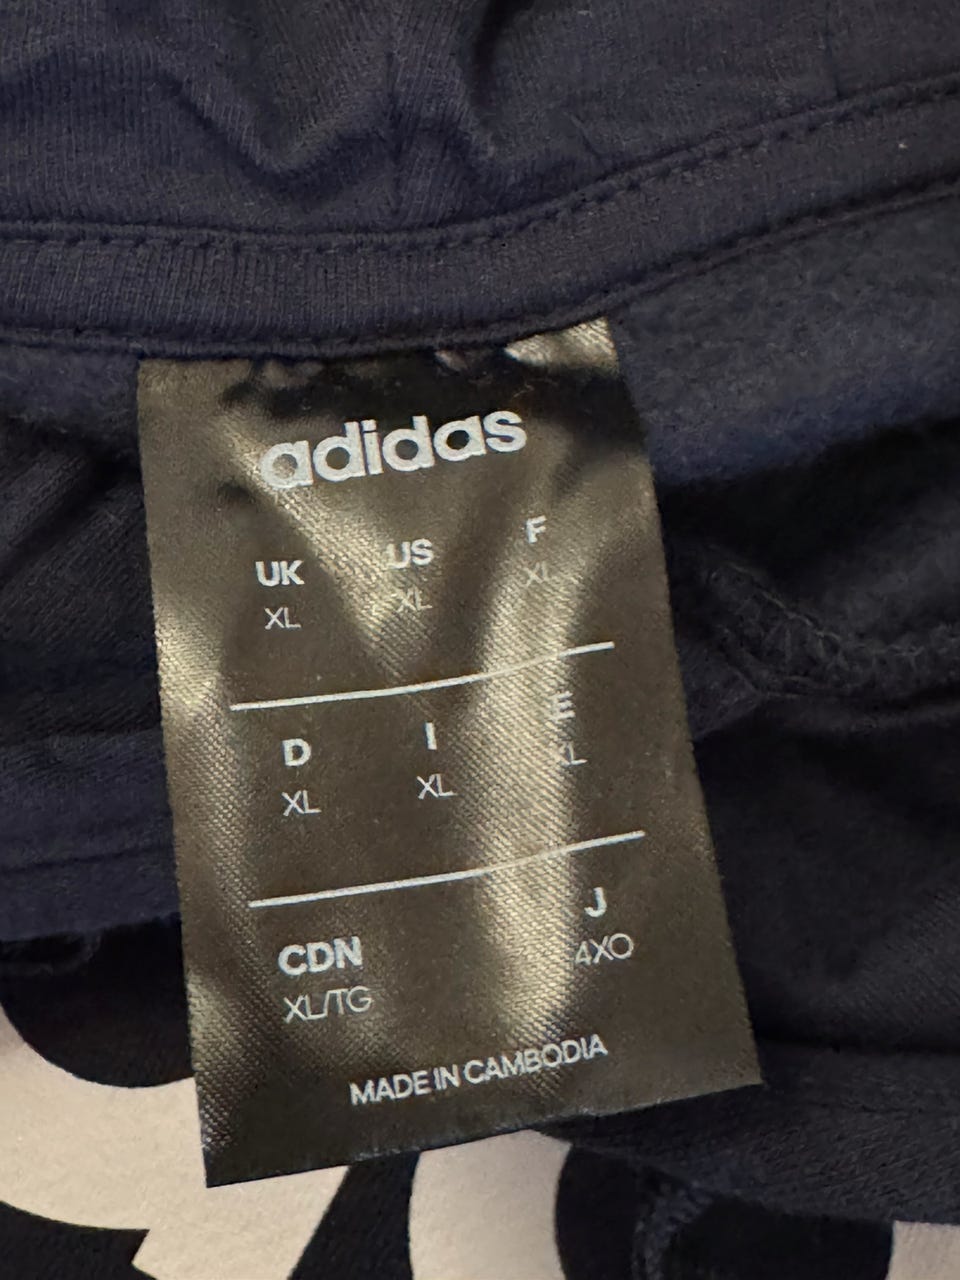 adidas
UK US F
XL XL XL
D I E
XL XL XL
CDN J
XL/TG 4XO
MADE IN CAMBODIA